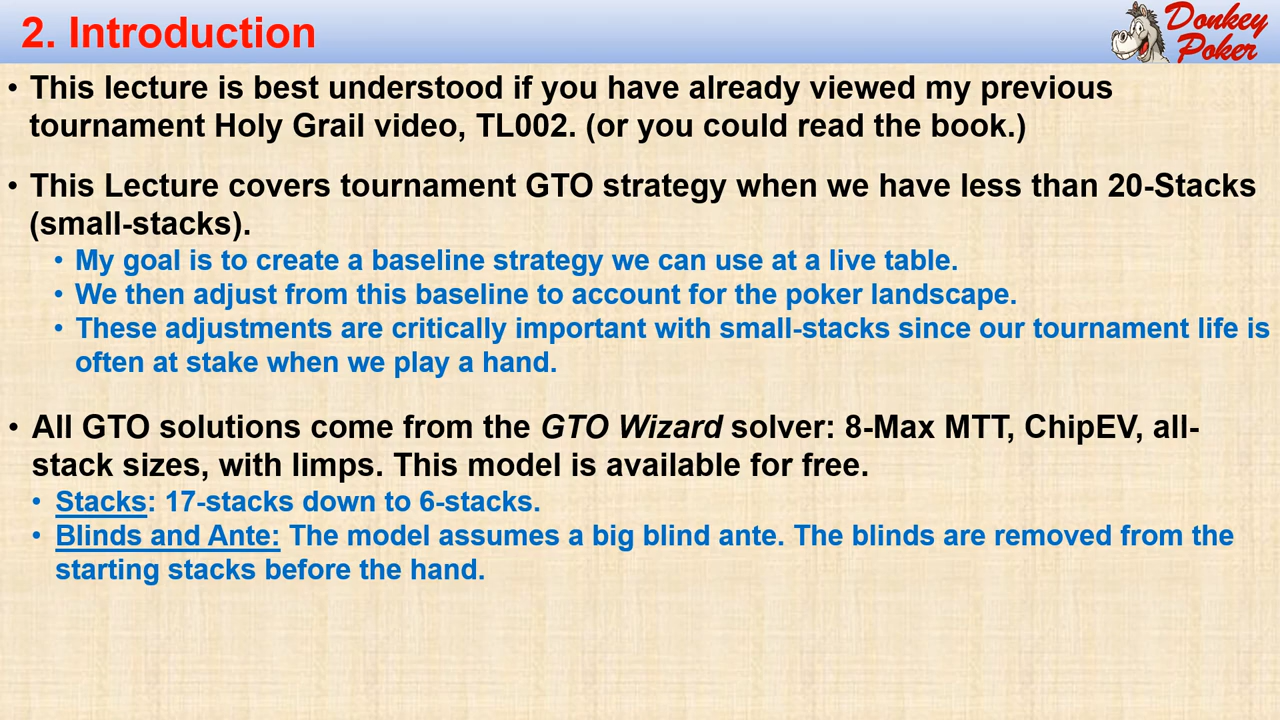 2. Introduction
Donkey
Poker
• This lecture is best understood if you have already viewed my previous
tournament Holy Grail video, TL002. (or you could read the book.)
• This Lecture covers tournament GTO strategy when we have less than 20-Stacks
(small-stacks).
• My goal is to create a baseline strategy we can use at a live table.
• We then adjust from this baseline to account for the poker landscape.
• These adjustments are critically important with small-stacks since our tournament life is
often at stake when we play a hand.
• All GTO solutions come from the GTO Wizard solver: 8-Max MTT, ChipEV, all-
stack sizes, with limps. This model is available for free.
• Stacks: 17-stacks down to 6-stacks.
• Blinds and Ante: The model assumes a big blind ante. The blinds are removed from the
starting stacks before the hand.